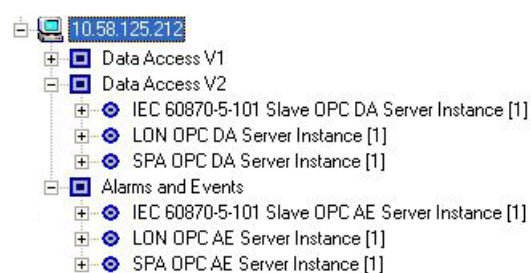 10.58.125.212
Data Access V1
Data Access V2
IEC 60870-5-101 Slave OPC DA Server Instance [1]
LON OPC DA Server Instance [1]
SPA OPC DA Server Instance [1]
Alarms and Events
IEC 60870-5-101 Slave OPC AE Server Instance [1]
LON OPC AE Server Instance [1]
SPA OPC AE Server Instance [1]